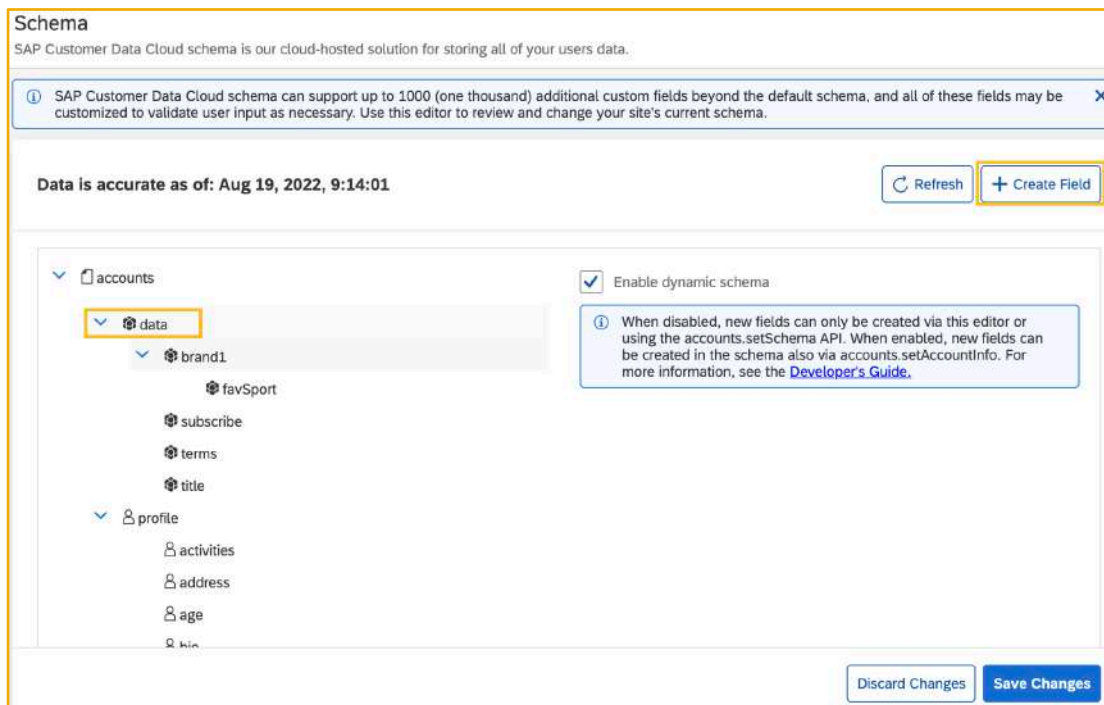 Schema
SAP Customer Data Cloud schema is our cloud-hosted solution for storing all of your users data.
SAP Customer Data Cloud schema can support up to 1000 (one thousand) additional custom fields beyond the default schema, and all of these fields may be
customized to validate user input as necessary. Use this editor to review and change your site's current schema.
Data is accurate as of: Aug 19, 2022, 9:14:01
Refresh
+ Create Field
accounts
Enable dynamic schema
data
When disabled, new fields can only be created via this editor or
using the accounts.setSchema API. When enabled, new fields can
be created in the schema also via accounts.setAccountInfo. For
more information, see the Developer's Guide.
brand1
favSport
subscribe
terms
title
profile
activities
address
age
bio
Discard Changes
Save Changes